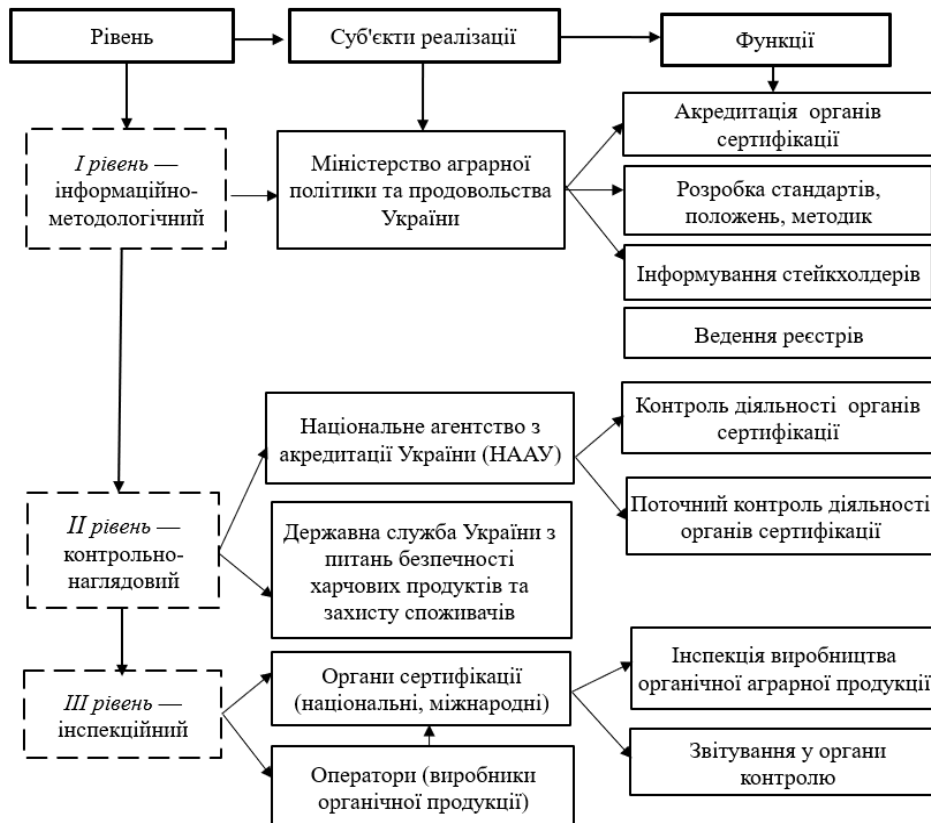 Рівень
Суб'єкти реалізації
Функції
I рівень —
інформаційно-
методологічний
Міністерство аграрної
політики та продовольства
України
Акредитація органів
сертифікації
Розробка стандартів,
положень, методик
Інформування стейкхолдерів
Ведення реєстрів
II рівень —
контрольно-
наглядовий
Національне агентство з
акредитації України (НААУ)
Державна служба України з
питань безпечності
харчових продуктів та
захисту споживачів
Контроль діяльності органів
сертифікації
Поточний контроль діяльності
органів сертифікації
III рівень —
інспекційний
Органи сертифікації
(національні, міжнародні)
Оператори (виробники
органічної продукції)
Інспекція виробництва
органічної аграрної продукції
Звітування у органи
контролю